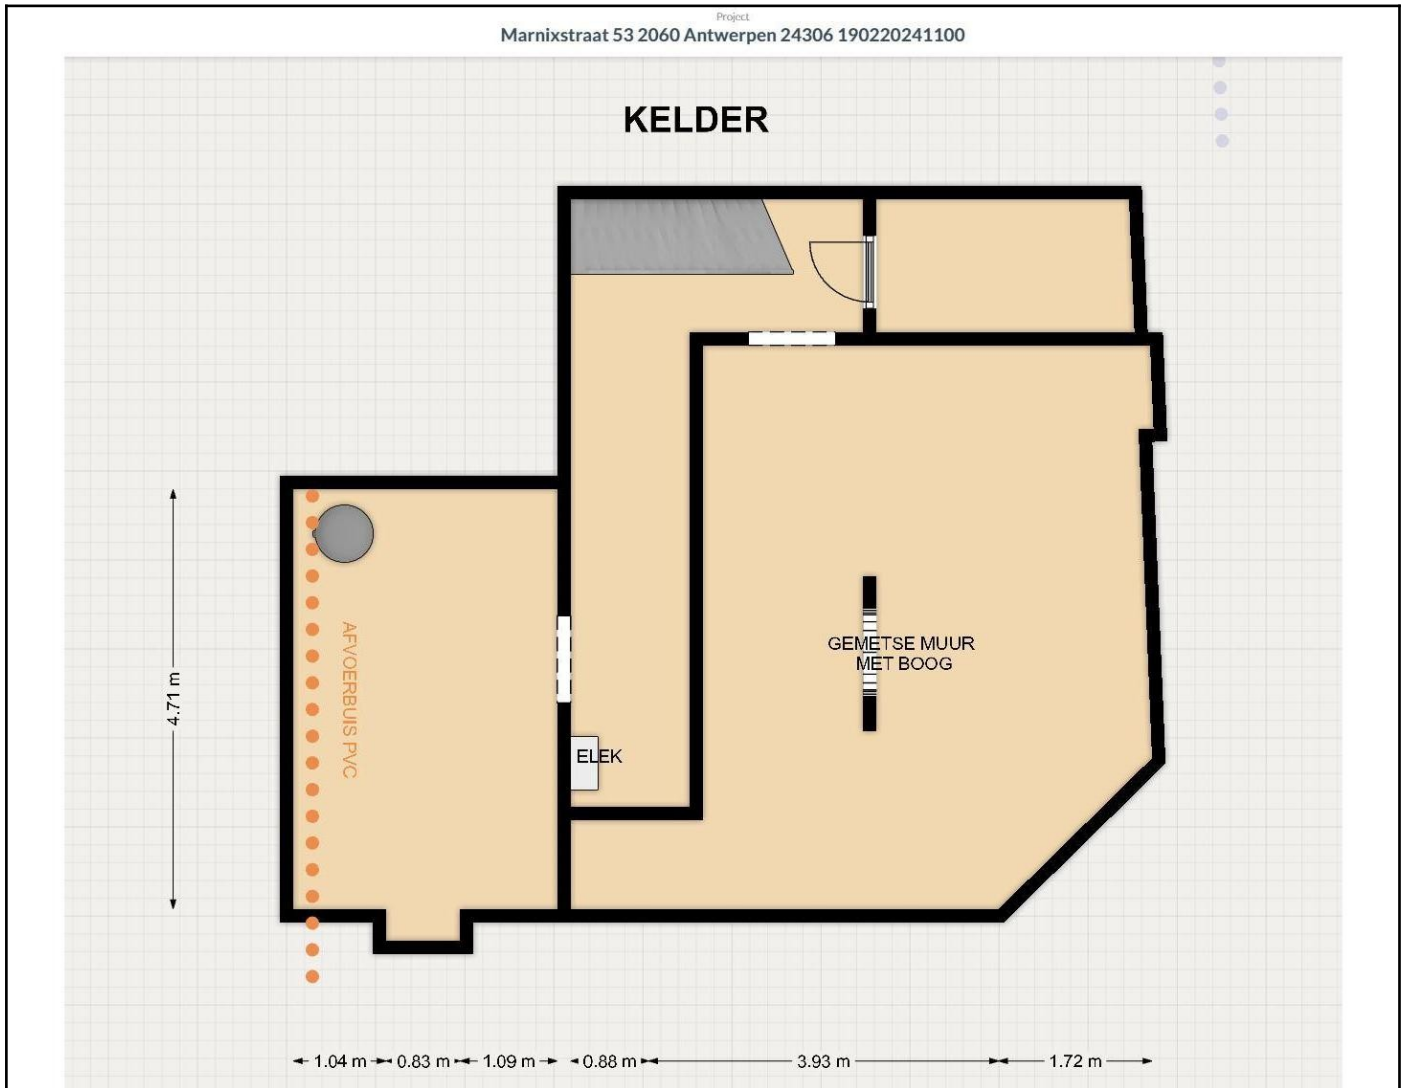 Project
Marnixstraat 53 2060 Antwerpen 24306 190220241100
KELDER
GEMETSE MUUR
MET BOOG
AFVOERBUIS PVC
4.71 m
ELEK
1.04 m
0.83 m
1.09 m
0.88 m
3.93 m
1.72 m